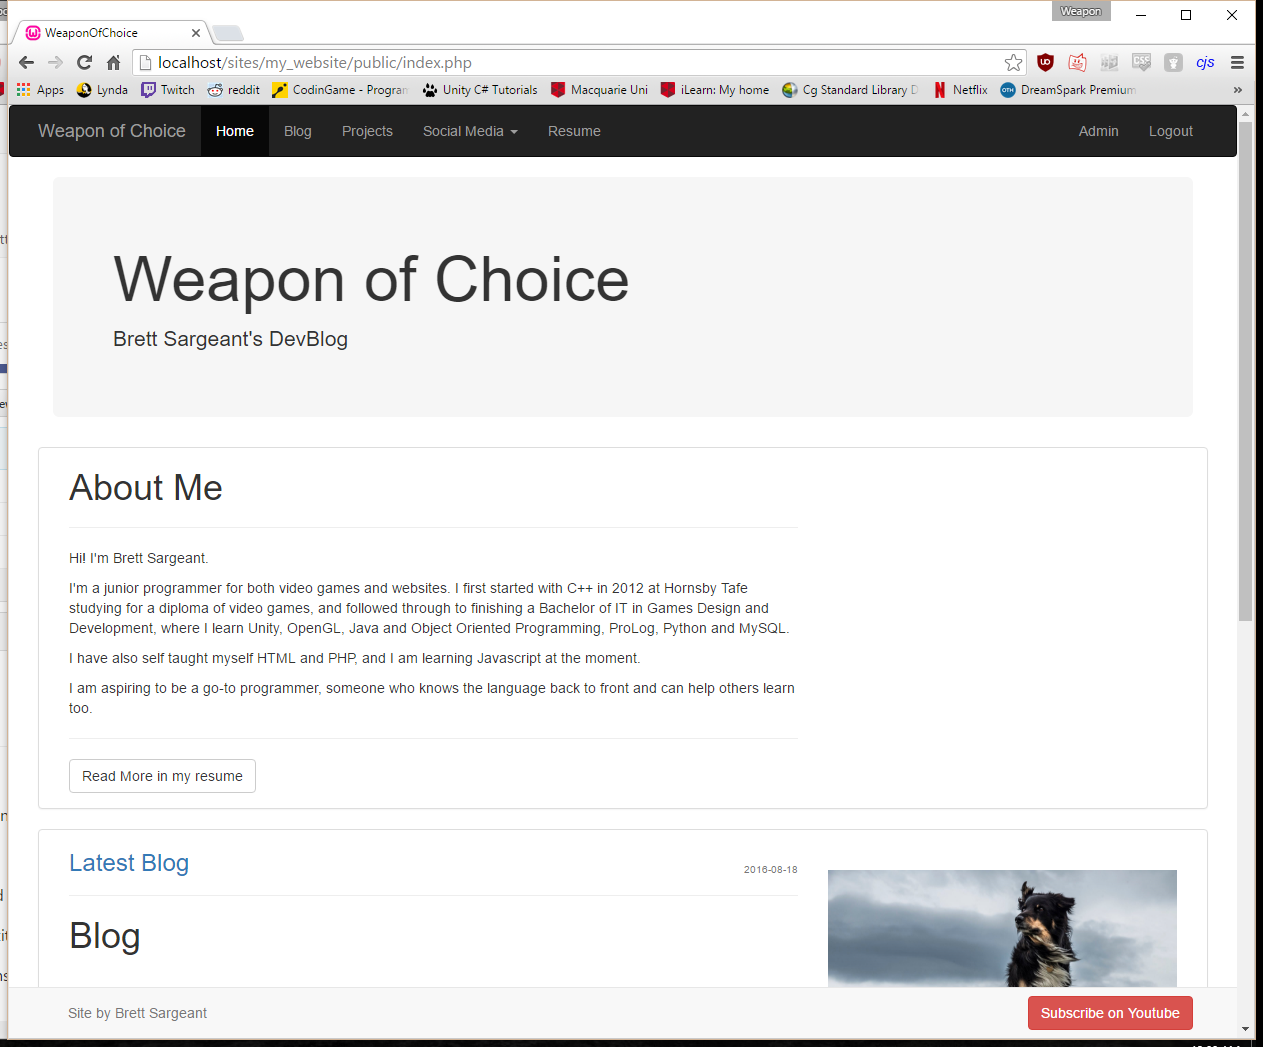 Weapon
WeaponOfChoice
localhost/sites/my_website/public/index.php
cjs
Apps Lynda Twitch reddit CodinGame - Program Unity C# Tutorials Macquarie Uni iLearn: My home Cg Standard Library D Netflix DreamSpark Premium »
Weapon of Choice Home Blog Projects Social Media Resume Admin Logout
Weapon of Choice
Brett Sargeant's DevBlog
About Me
Hi! I'm Brett Sargeant.
I'm a junior programmer for both video games and websites. I first started with C++ in 2012 at Hornsby Tafe
studying for a diploma of video games, and followed through to finishing a Bachelor of IT in Games Design and
Development, where I learn Unity, OpenGL, Java and Object Oriented Programming, ProLog, Python and MySQL.
I have also self taught myself HTML and PHP, and I am learning Javascript at the moment.
I am aspiring to be a go-to programmer, someone who knows the language back to front and can help others learn
too.
Read More in my resume
Latest Blog 2016-08-18
Blog
Site by Brett Sargeant Subscribe on Youtube